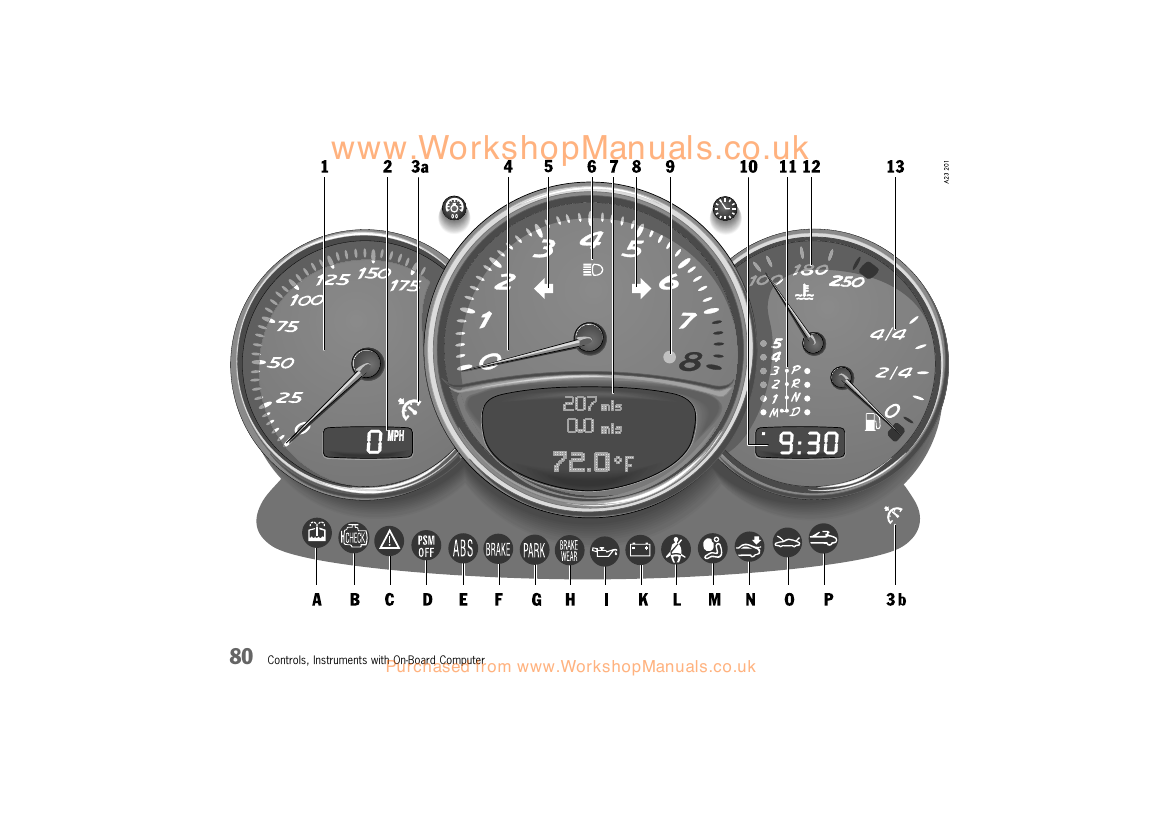 www.WorkshopManuals.co.uk
1 2 3a 4 5 6 7 8 9 10 11 12 13
A23 201
0 25 50 75 100 125 150 175
0 MPH
0 1 2 3 4 5 6 7 8
207 mls
0.0 mls
72.0°F
100 180 250
4/4
2/4
0
5
4
3 P
2 R
1 N
M D
9:30
CHECK
PSM OFF
ABS
BRAKE
PARK
BRAKE WEAR
A B C D E F G H I K L M N O P 3b
80 Controls, Instruments with On-Board Computer
Purchased from www.WorkshopManuals.co.uk